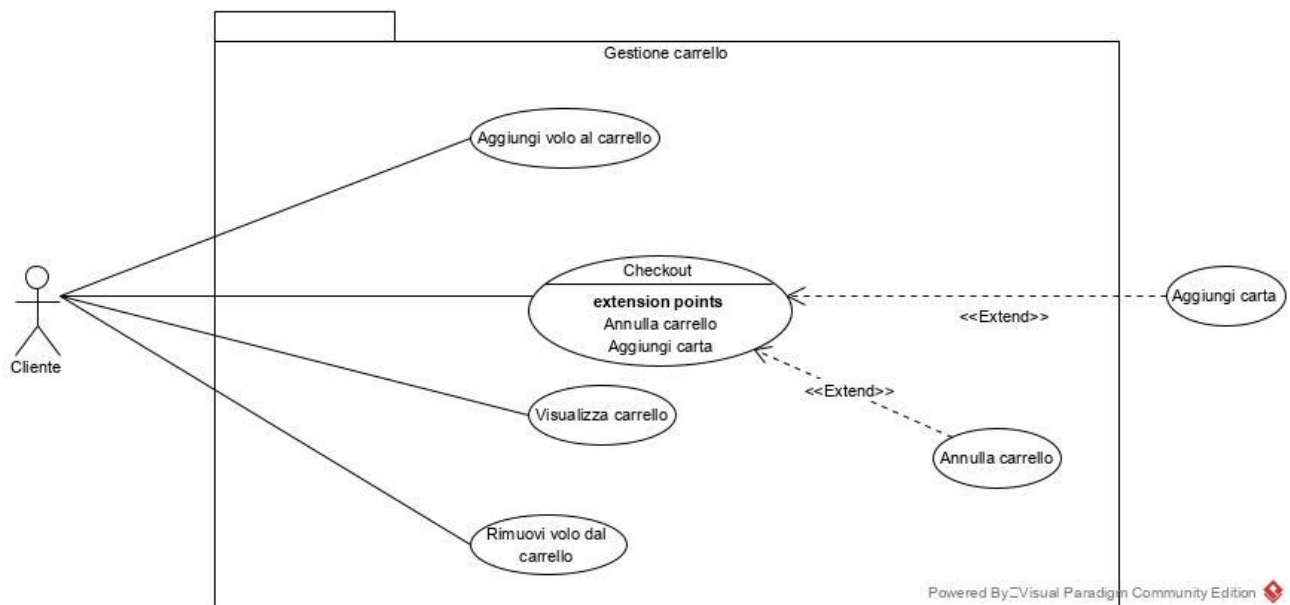 Gestione carrello
Aggiungi volo al carrello
Checkout
extension points
Annulla carrello
Aggiungi carta
<<Extend>>
Aggiungi carta
Cliente
<<Extend>>
Visualizza carrello
Annulla carrello
Rimuovi volo dal
carrello
Powered By Visual Paradigm Community Edition